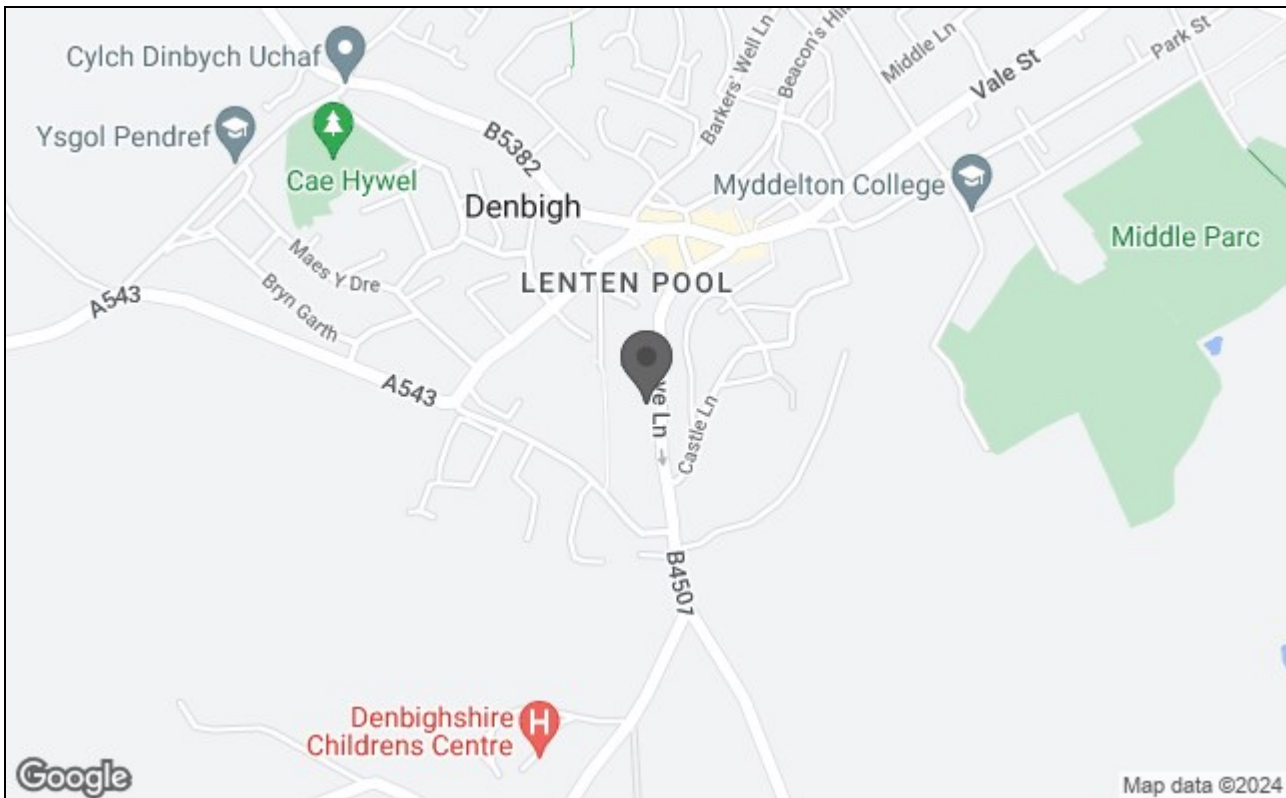 Cylch Dinbych Uchaf
Ysgol Pendref
Cae Hywel
B5382
Denbigh
Barkers' Well Ln
Beacon's Hill
Middle Ln
Vale St
Park St
Myddelton College
Middle Parc
LENTEN POOL
Maes Y Dre
Bryn Garth
A543
A543
Ln
Castle Ln
B4501
Denbighshire
Childrens Centre
H
Google
Map data ©2024